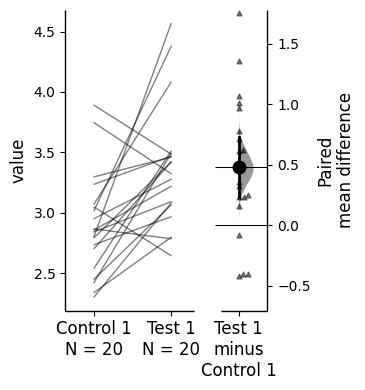 4.5
4.0
3.5
3.0
2.5
value
Control 1
N = 20
Test 1
N = 20
1.5
1.0
0.5
0.0
−0.5
Paired
mean difference
Test 1
minus
Control 1